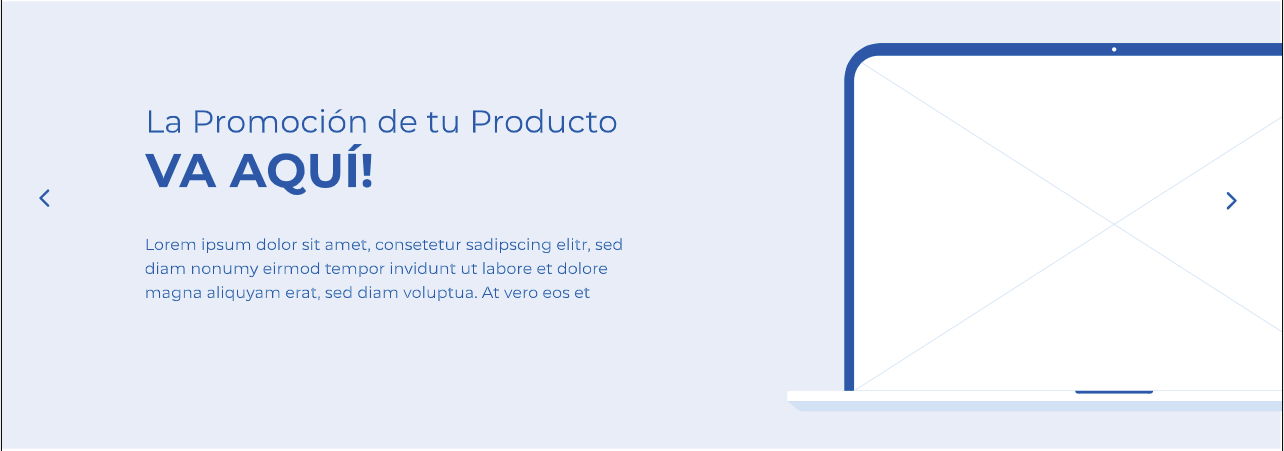 La Promoción de tu Producto
VA AQUÍ!
Lorem ipsum dolor sit amet, consetetur sadipscing elitr, sed
diam nonumy eirmod tempor invidunt ut labore et dolore
magna aliquyam erat, sed diam voluptua. At vero eos et